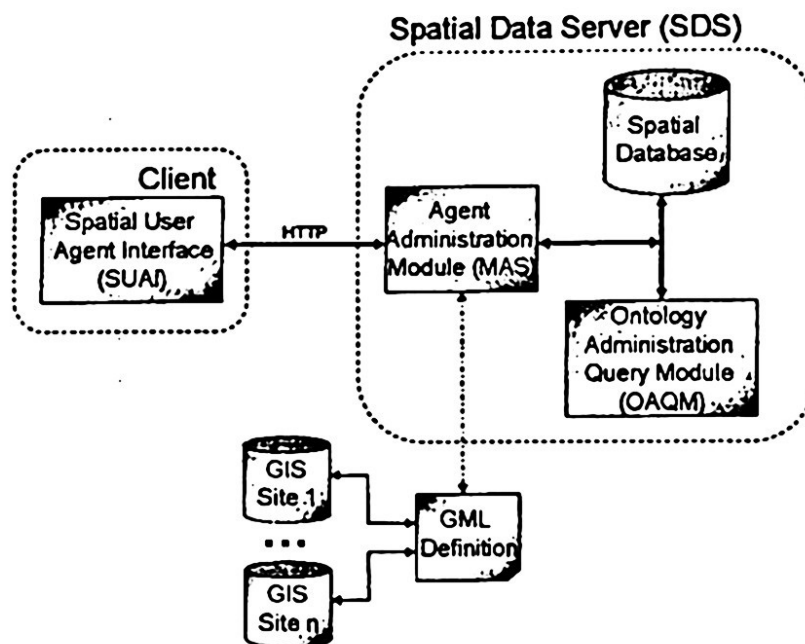 Spatial Data Server (SDS)
Spatial
Database
Client
Spatial User
Agent Interface
(SUAI)
HTTP
Agent
Administration
Module (MAS)
Ontology
Administration
Query Module
(OAQM)
GIS
Site 1
...
GIS
Site n
GML
Definition